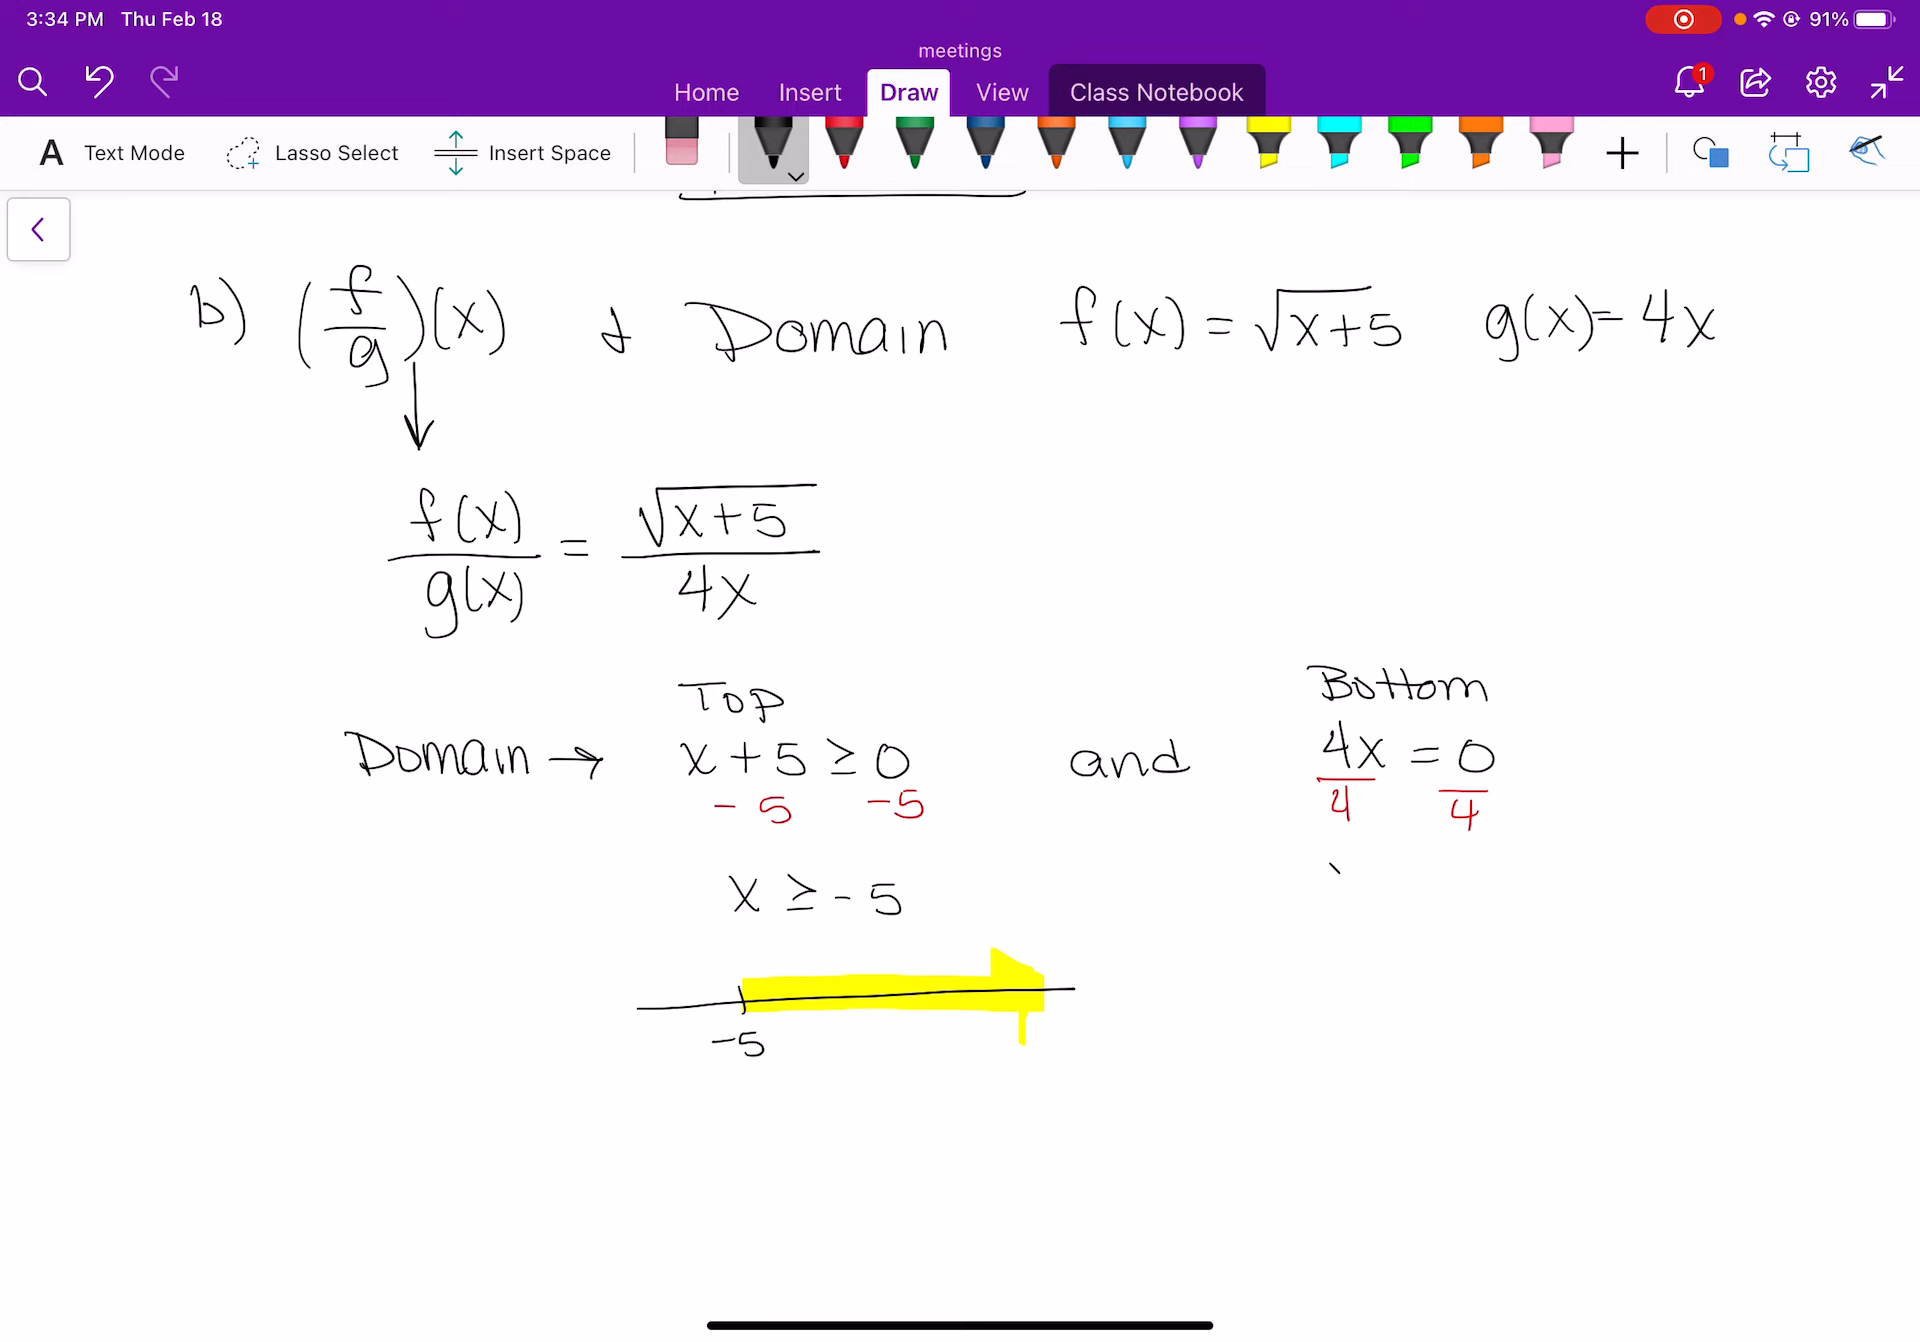 3:34 PM Thu Feb 18
91%
meetings
Home Insert Draw View Class Notebook
1
A Text Mode Lasso Select Insert Space
b) (f/g)(x) & Domain f(x) = √x+5 g(x) = 4x
f(x)/g(x) = √x+5/4x
Top Bottom
Domain → x + 5 ≥ 0 and 4x = 0
- 5 -5 4 4
x ≥ - 5
-5